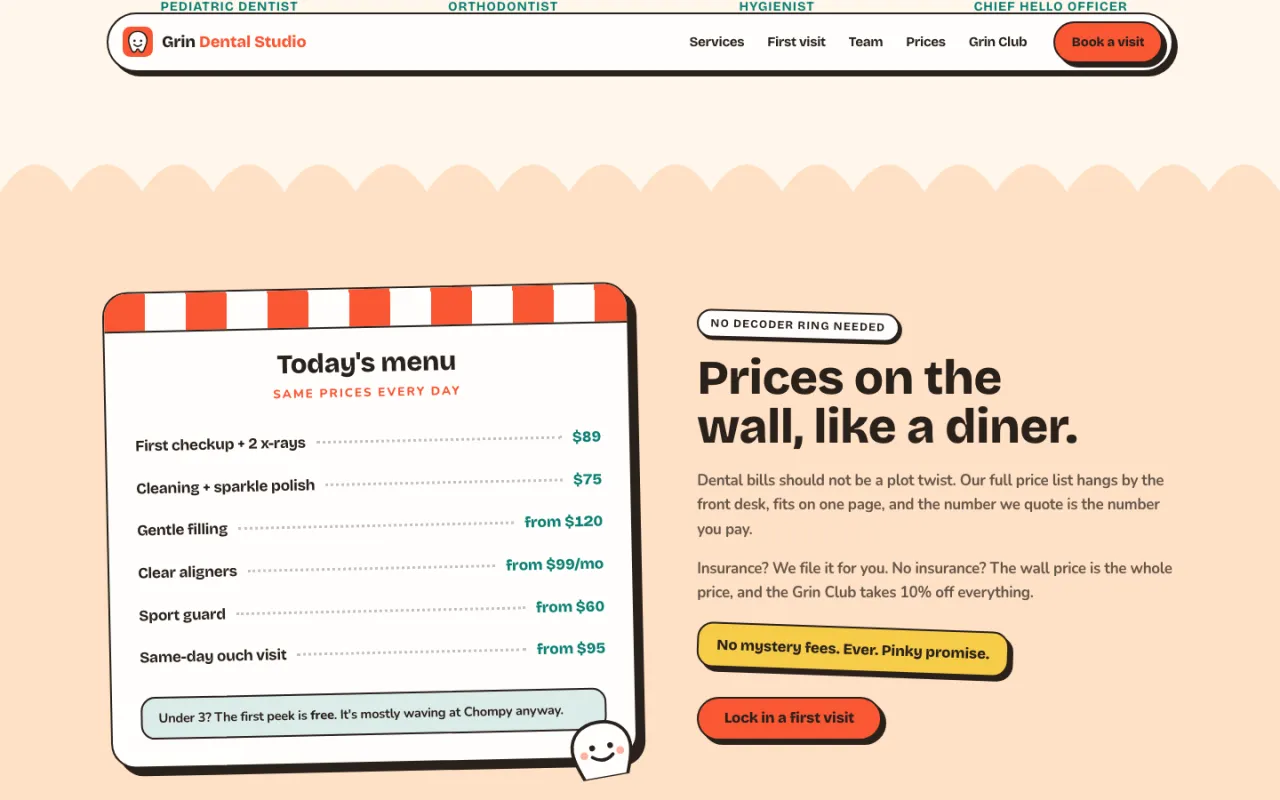 PEDIATRIC DENTIST ORTHODONTIST HYGIENIST CHIEF HELLO OFFICER
Grin Dental Studio Services First visit Team Prices Grin Club Book a visit
Today's menu
SAME PRICES EVERY DAY
First checkup + 2 x-rays $89
Cleaning + sparkle polish $75
Gentle filling from $120
Clear aligners from $99/mo
Sport guard from $60
Same-day ouch visit from $95
Under 3? The first peek is free. It's mostly waving at Chompy anyway.
NO DECODER RING NEEDED
Prices on the
wall, like a diner.
Dental bills should not be a plot twist. Our full price list hangs by the
front desk, fits on one page, and the number we quote is the number
you pay.
Insurance? We file it for you. No insurance? The wall price is the whole
price, and the Grin Club takes 10% off everything.
No mystery fees. Ever. Pinky promise.
Lock in a first visit